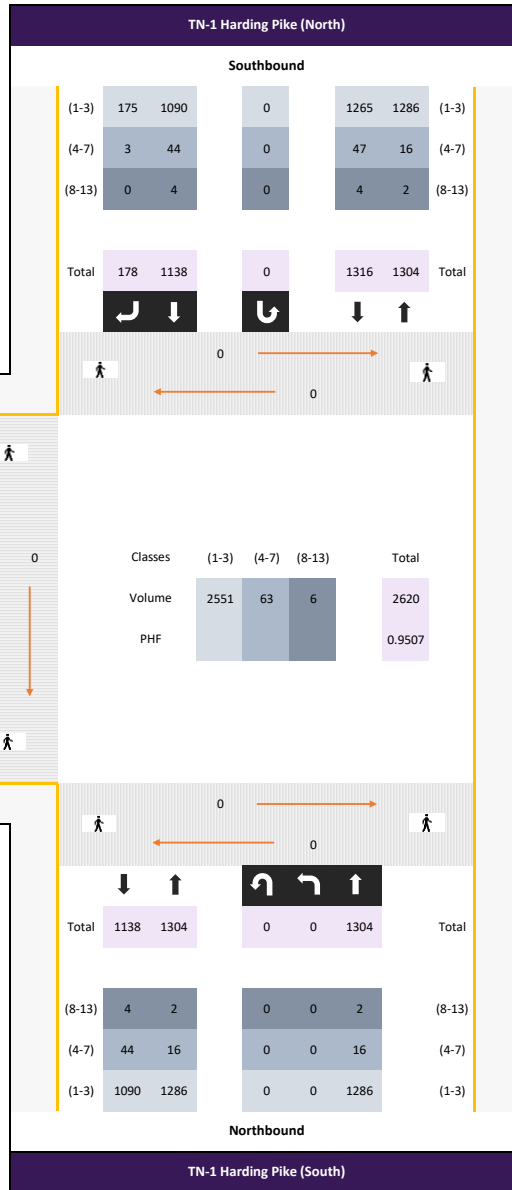 TN-1 Harding Pike (North)
Southbound
(1-3) 175 1090 0 1265 1286 (1-3)
(4-7) 3 44 0 47 16 (4-7)
(8-13) 0 4 0 4 2 (8-13)
Total 178 1138 0 1316 1304 Total
0
0
0
Classes (1-3) (4-7) (8-13) Total
Volume 2551 63 6 2620
PHF 0.9507
0
0
Total 1138 1304 0 0 1304 Total
(8-13) 4 2 0 0 2 (8-13)
(4-7) 44 16 0 0 16 (4-7)
(1-3) 1090 1286 0 0 1286 (1-3)
Northbound
TN-1 Harding Pike (South)